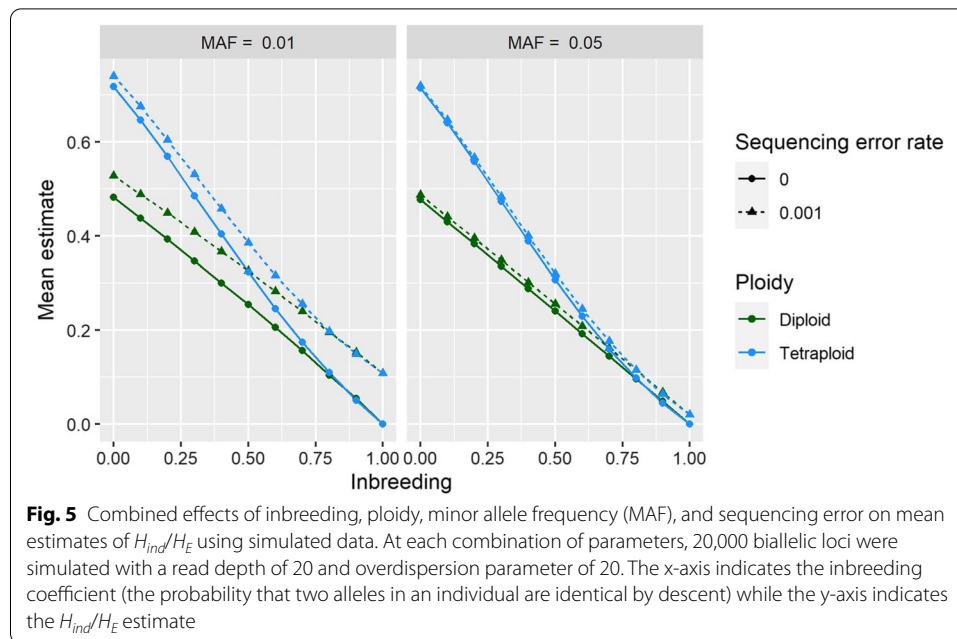 MAF = 0.01
MAF = 0.05
0.6
0.4
0.2
0.0
Mean estimate
0.00 0.25 0.50 0.75 1.00
0.00 0.25 0.50 0.75 1.00
Inbreeding
Sequencing error rate
0
0.001
Ploidy
Diploid
Tetraploid
Fig. 5 Combined effects of inbreeding, ploidy, minor allele frequency (MAF), and sequencing error on mean
estimates of H_ind/H_E using simulated data. At each combination of parameters, 20,000 biallelic loci were
simulated with a read depth of 20 and overdispersion parameter of 20. The x-axis indicates the inbreeding
coefficient (the probability that two alleles in an individual are identical by descent) while the y-axis indicates
the H_ind/H_E estimate